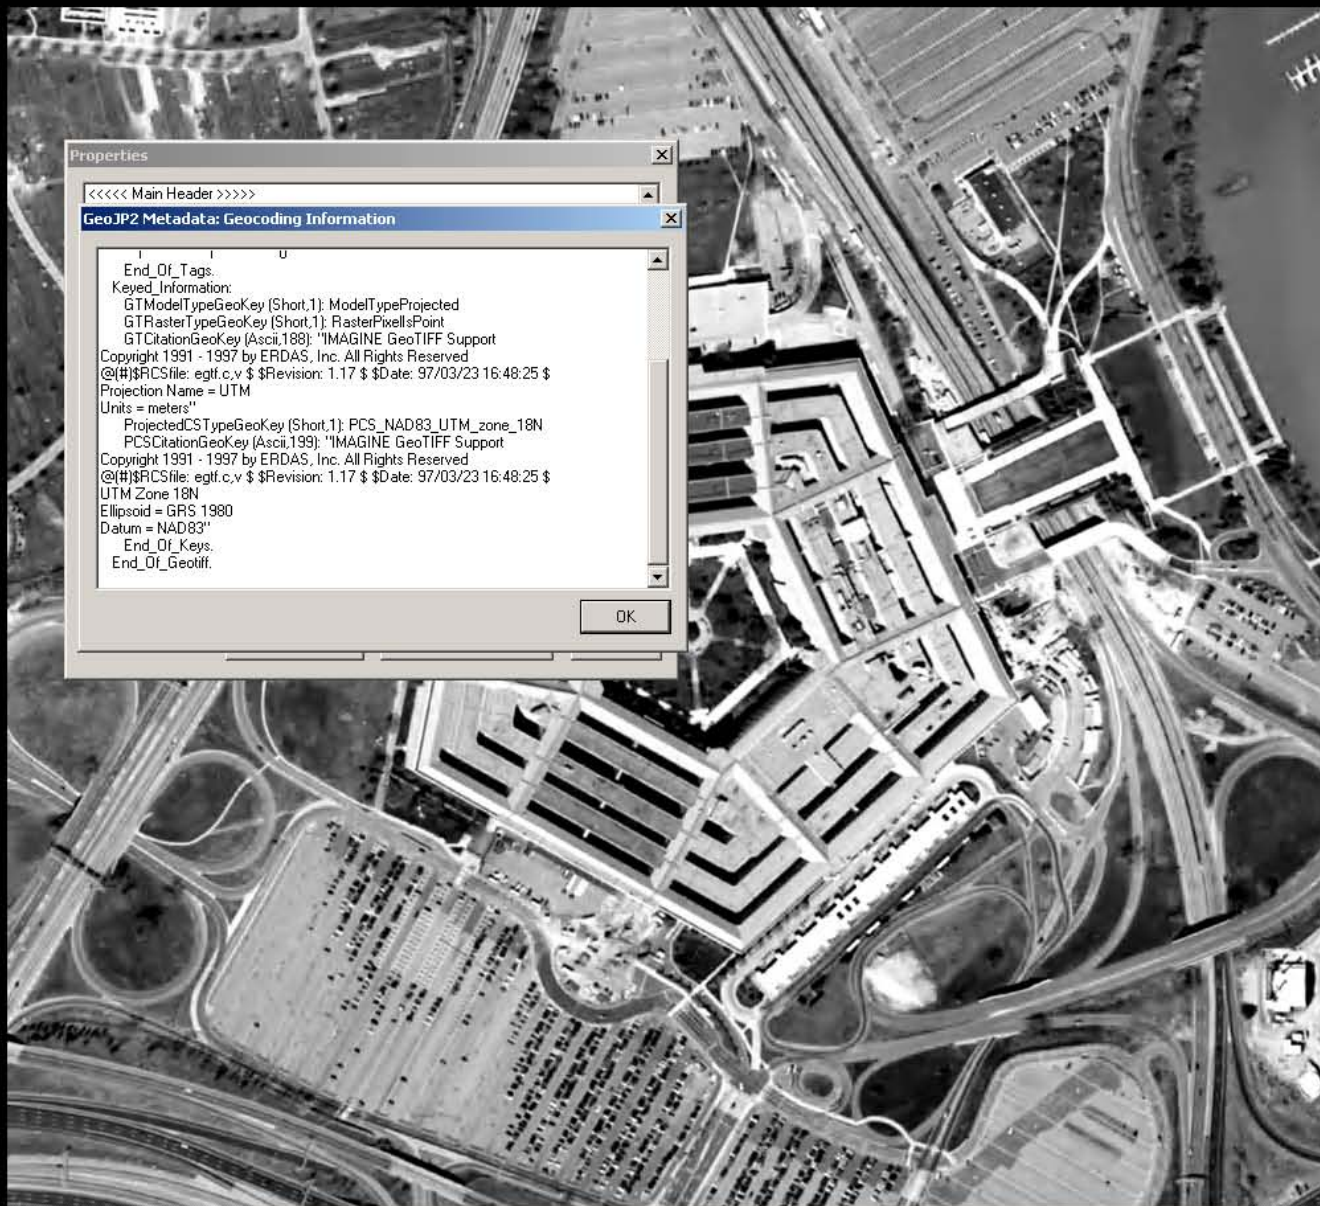 Properties
<<<<< Main Header >>>>>
GeoJP2 Metadata: Geocoding Information
End_Of_Tags.
Keyed_Information:
GTModelTypeGeoKey (Short,1): ModelTypeProjected
GTRasterTypeGeoKey (Short,1): RasterPixelIsPoint
GTCitationGeoKey (Ascii,188): "IMAGINE GeoTIFF Support
Copyright 1991 - 1997 by ERDAS, Inc. All Rights Reserved
@(#)$RCSfile: egtf.c,v $ $Revision: 1.17 $ $Date: 97/03/23 16:48:25 $
Projection Name = UTM
Units = meters"
ProjectedCSTypeGeoKey (Short,1): PCS_NAD83_UTM_zone_18N
PCSCitationGeoKey (Ascii,199): "IMAGINE GeoTIFF Support
Copyright 1991 - 1997 by ERDAS, Inc. All Rights Reserved
@(#)$RCSfile: egtf.c,v $ $Revision: 1.17 $ $Date: 97/03/23 16:48:25 $
UTM Zone 18N
Ellipsoid = GRS 1980
Datum = NAD83"
End_Of_Keys.
End_Of_Geotiff.
OK